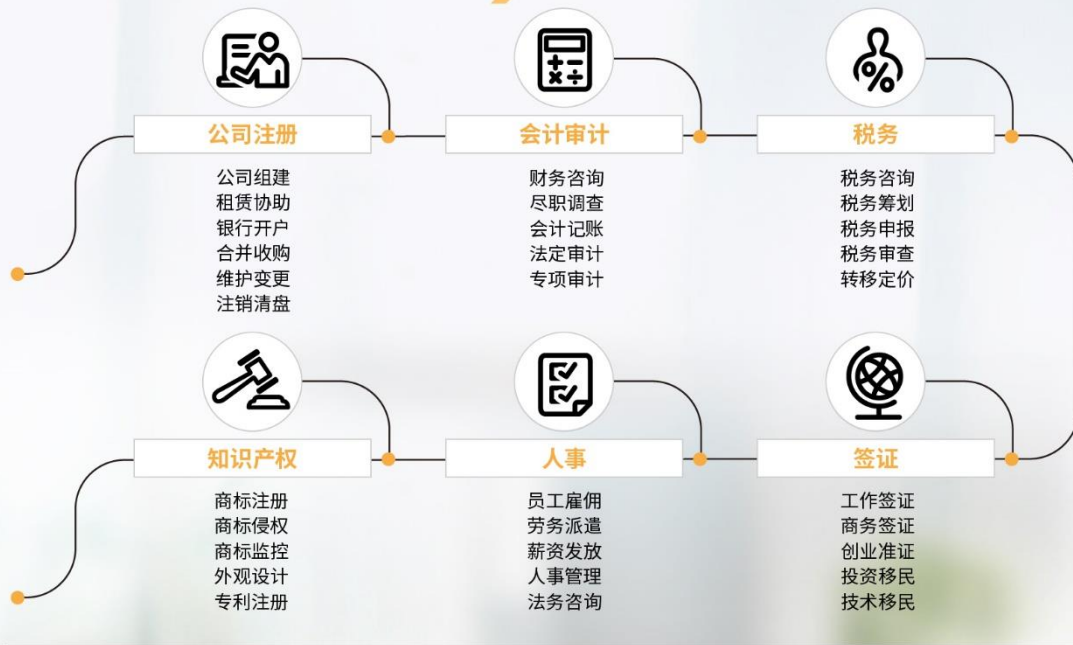 公司注册
公司组建
租赁协助
银行开户
合并收购
维护变更
注销清盘
会计审计
财务咨询
尽职调查
会计记账
法定审计
专项审计
税务
税务咨询
税务筹划
税务申报
税务审查
转移定价
知识产权
商标注册
商标侵权
商标监控
外观设计
专利注册
人事
员工雇佣
劳务派遣
薪资发放
人事管理
法务咨询
签证
工作签证
商务签证
创业准证
投资移民
技术移民